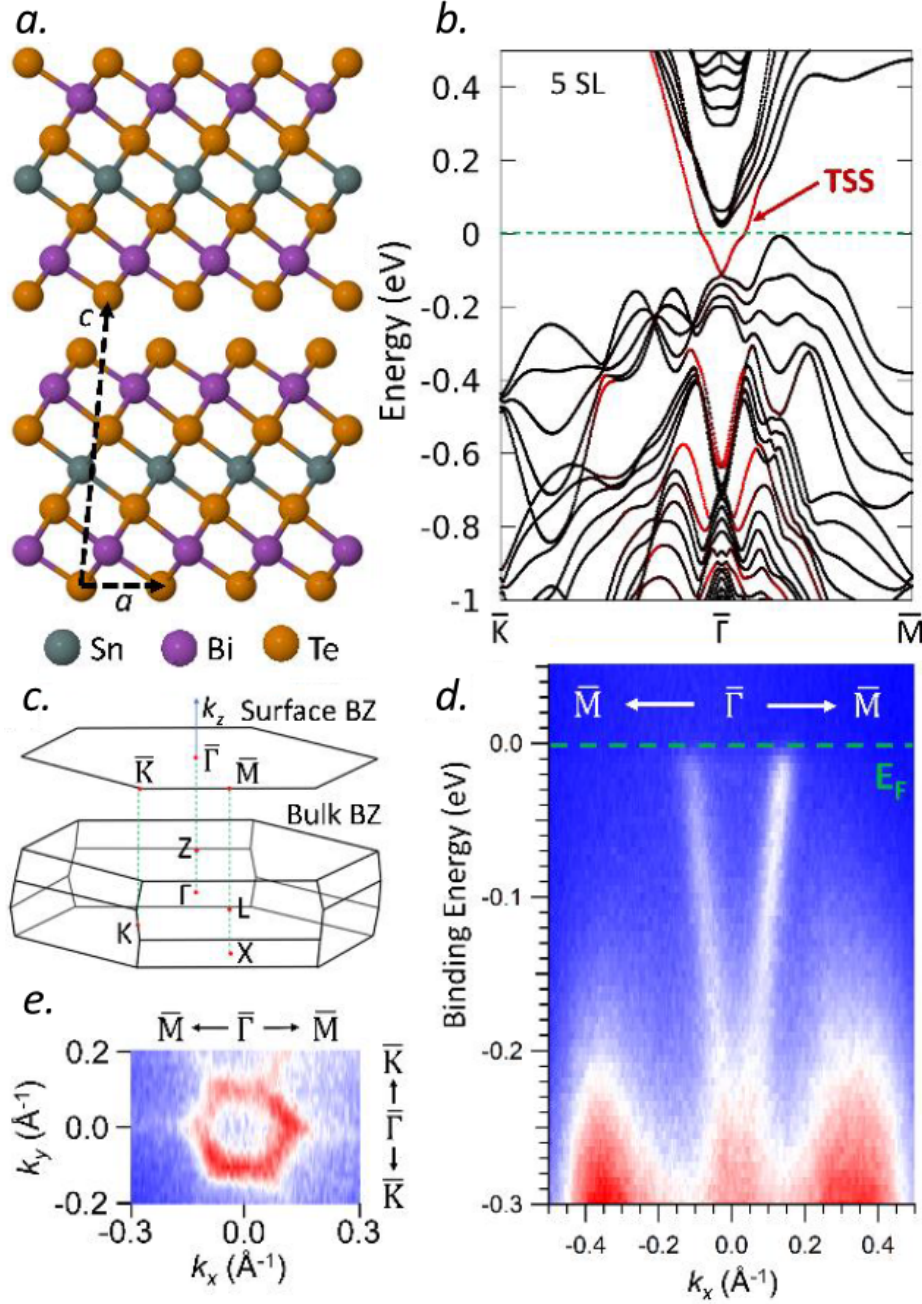 a.
c
a
Sn Bi Te
b.
5 SL
TSS
Energy (eV)
0.4
0.2
0
-0.2
-0.4
-0.6
-0.8
-1
K̅ Γ̅ M̅
c.
k_z
Surface BZ
Γ̅
K̅ M̅
Bulk BZ
Z
Γ
L
K
X
d.
M̅ ← Γ̅ → M̅
E_F
Binding Energy (eV)
0.0
-0.1
-0.2
-0.3
-0.4 -0.2 0.0 0.2 0.4
k_x (Å⁻¹)
e.
M̅ ← Γ̅ → M̅
K̅ ← Γ̅ → K̅
k_y (Å⁻¹)
0.2
0.0
-0.2
-0.3 0.0 0.3
k_x (Å⁻¹)